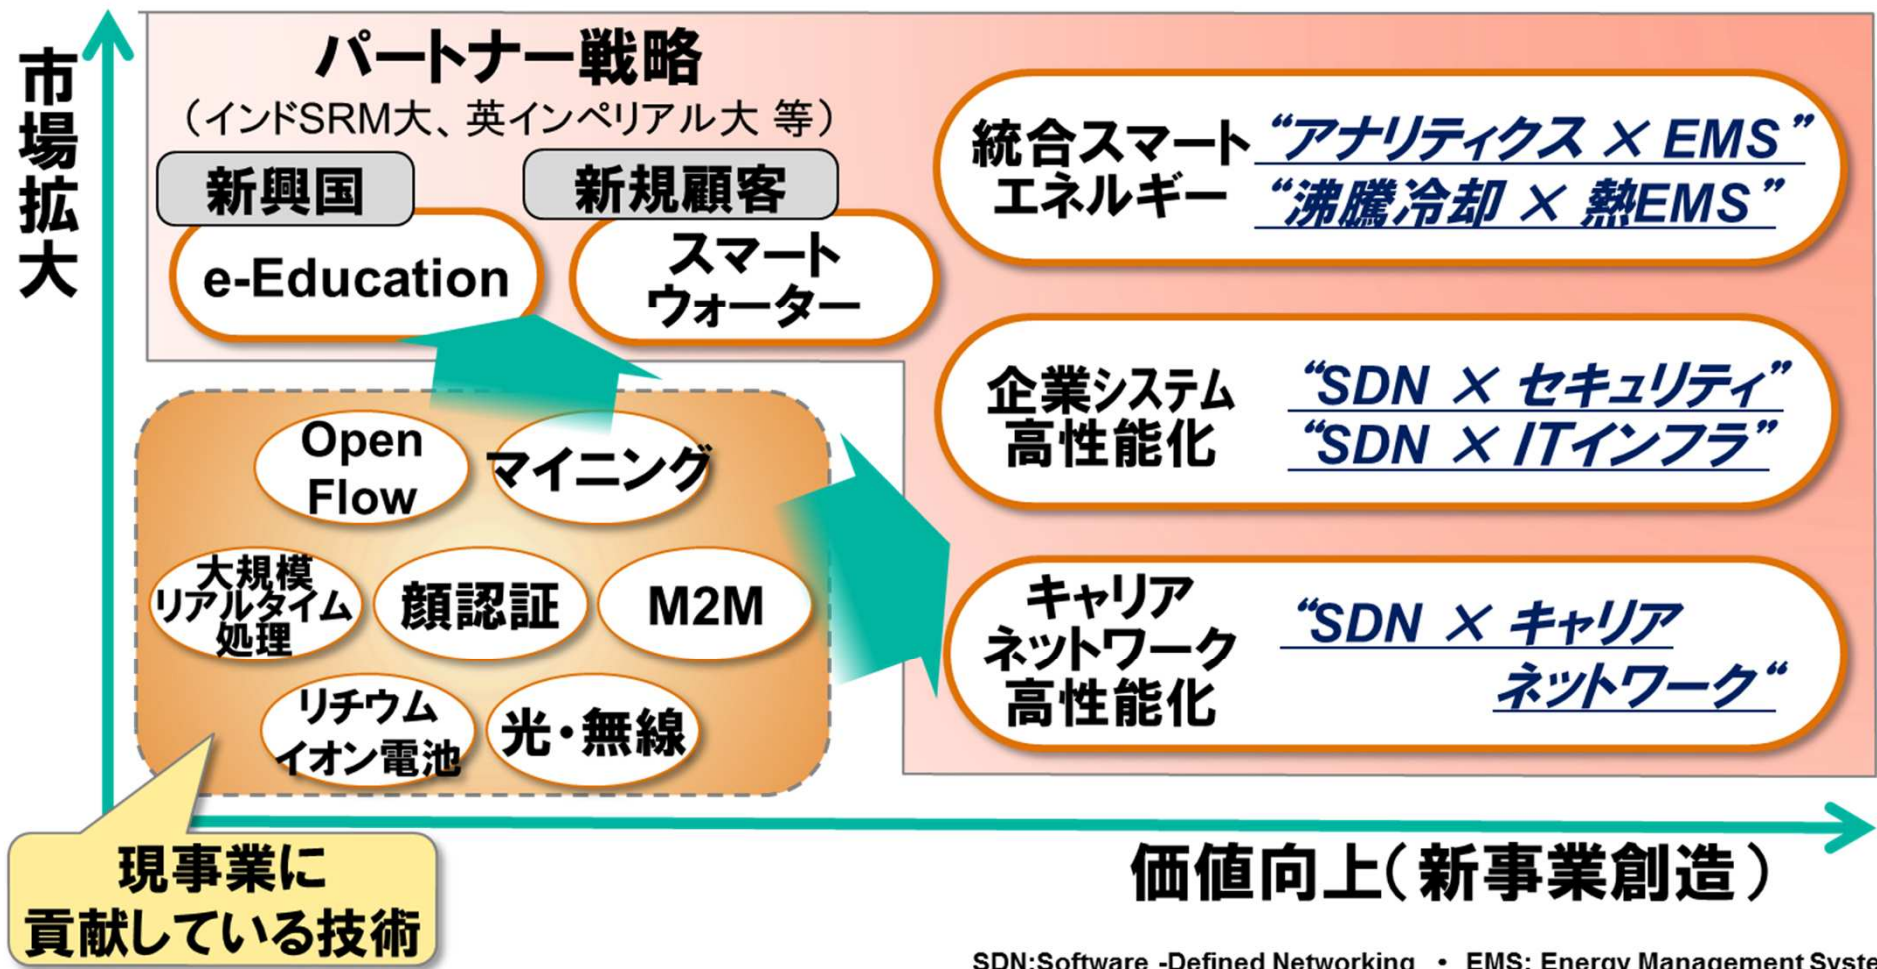 市場拡大
パートナー戦略
（インドSRM大、英インペリアル大 等）
新興国
新規顧客
e-Education
スマート
ウォーター
統合スマート
エネルギー
“アナリティクス × EMS”
“沸騰冷却 × 熱EMS”
企業システム
高性能化
“SDN × セキュリティ”
“SDN × ITインフラ”
キャリア
ネットワーク
高性能化
“SDN × キャリア
ネットワーク“
Open
Flow
マイニング
大規模
リアルタイム
処理
顔認証
M2M
リチウム
イオン電池
光・無線
現事業に
貢献している技術
価値向上（新事業創造）
SDN:Software -Defined Networking ・ EMS: Energy Management Syste